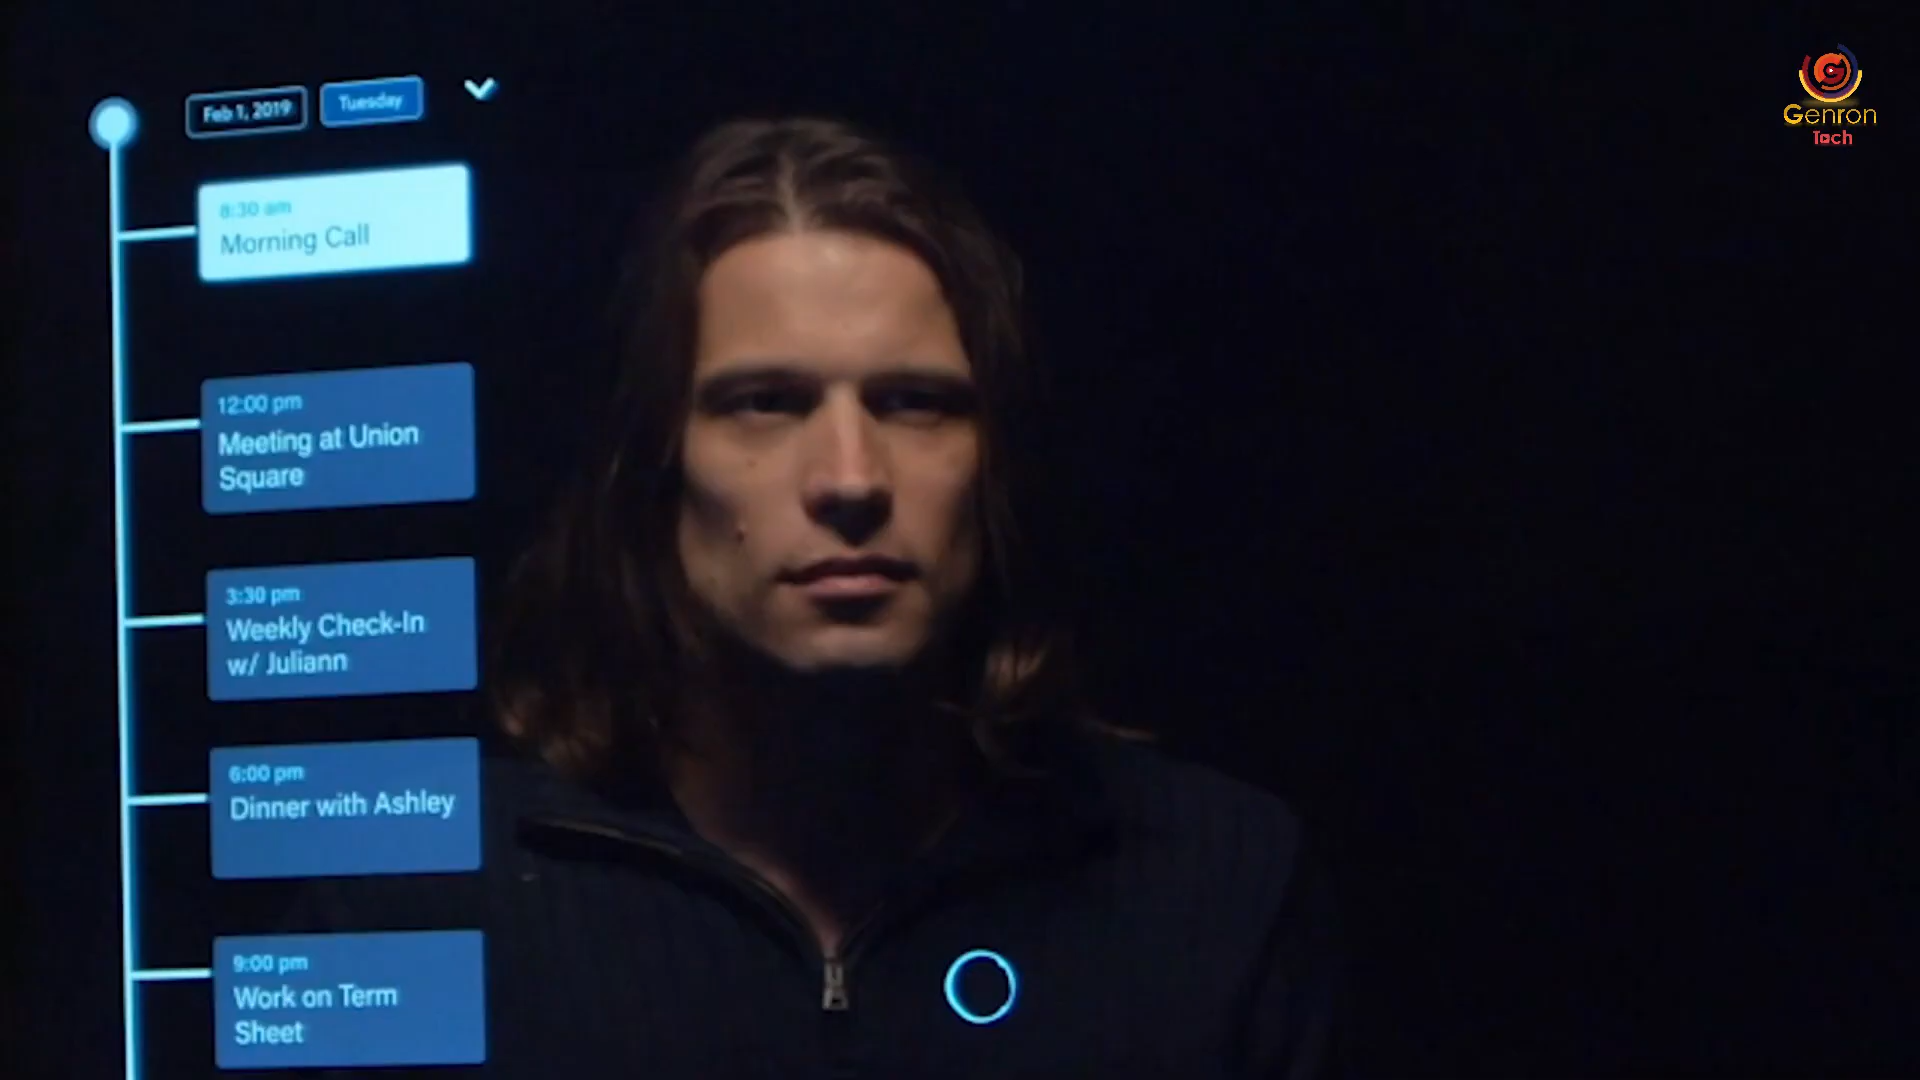 Feb 1, 2019
Tuesday
8:30 am
Morning Call
12:00 pm
Meeting at Union
Square
3:30 pm
Weekly Check-In
w/ Juliann
6:00 pm
Dinner with Ashley
9:00 pm
Work on Term
Sheet
Genron
Tech